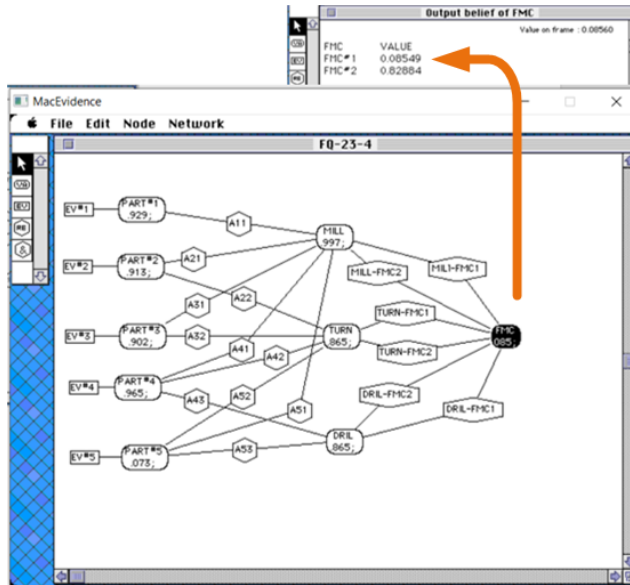 Output belief of FMC
Value on frame : 0.08560
FMC VALUE
FMC#1 0.08549
FMC#2 0.82884
MacEvidence
File Edit Node Network
FQ-23-4
EV#1
PART#1
.929;
A11
MILL
.997;
EV#2
PART#2
.913;
A21
MILL-FMC2
MILL-FMC1
A31
A22
EV#3
PART#3
.902;
A32
TURN
.865;
TURN-FMC1
FMC
085;
A41
A42
TURN-FMC2
EV#4
PART#4
.965;
A43
A52
A51
DRIL-FMC2
DRIL-FMC1
EV#5
PART#5
.073;
A53
DRIL
.865;